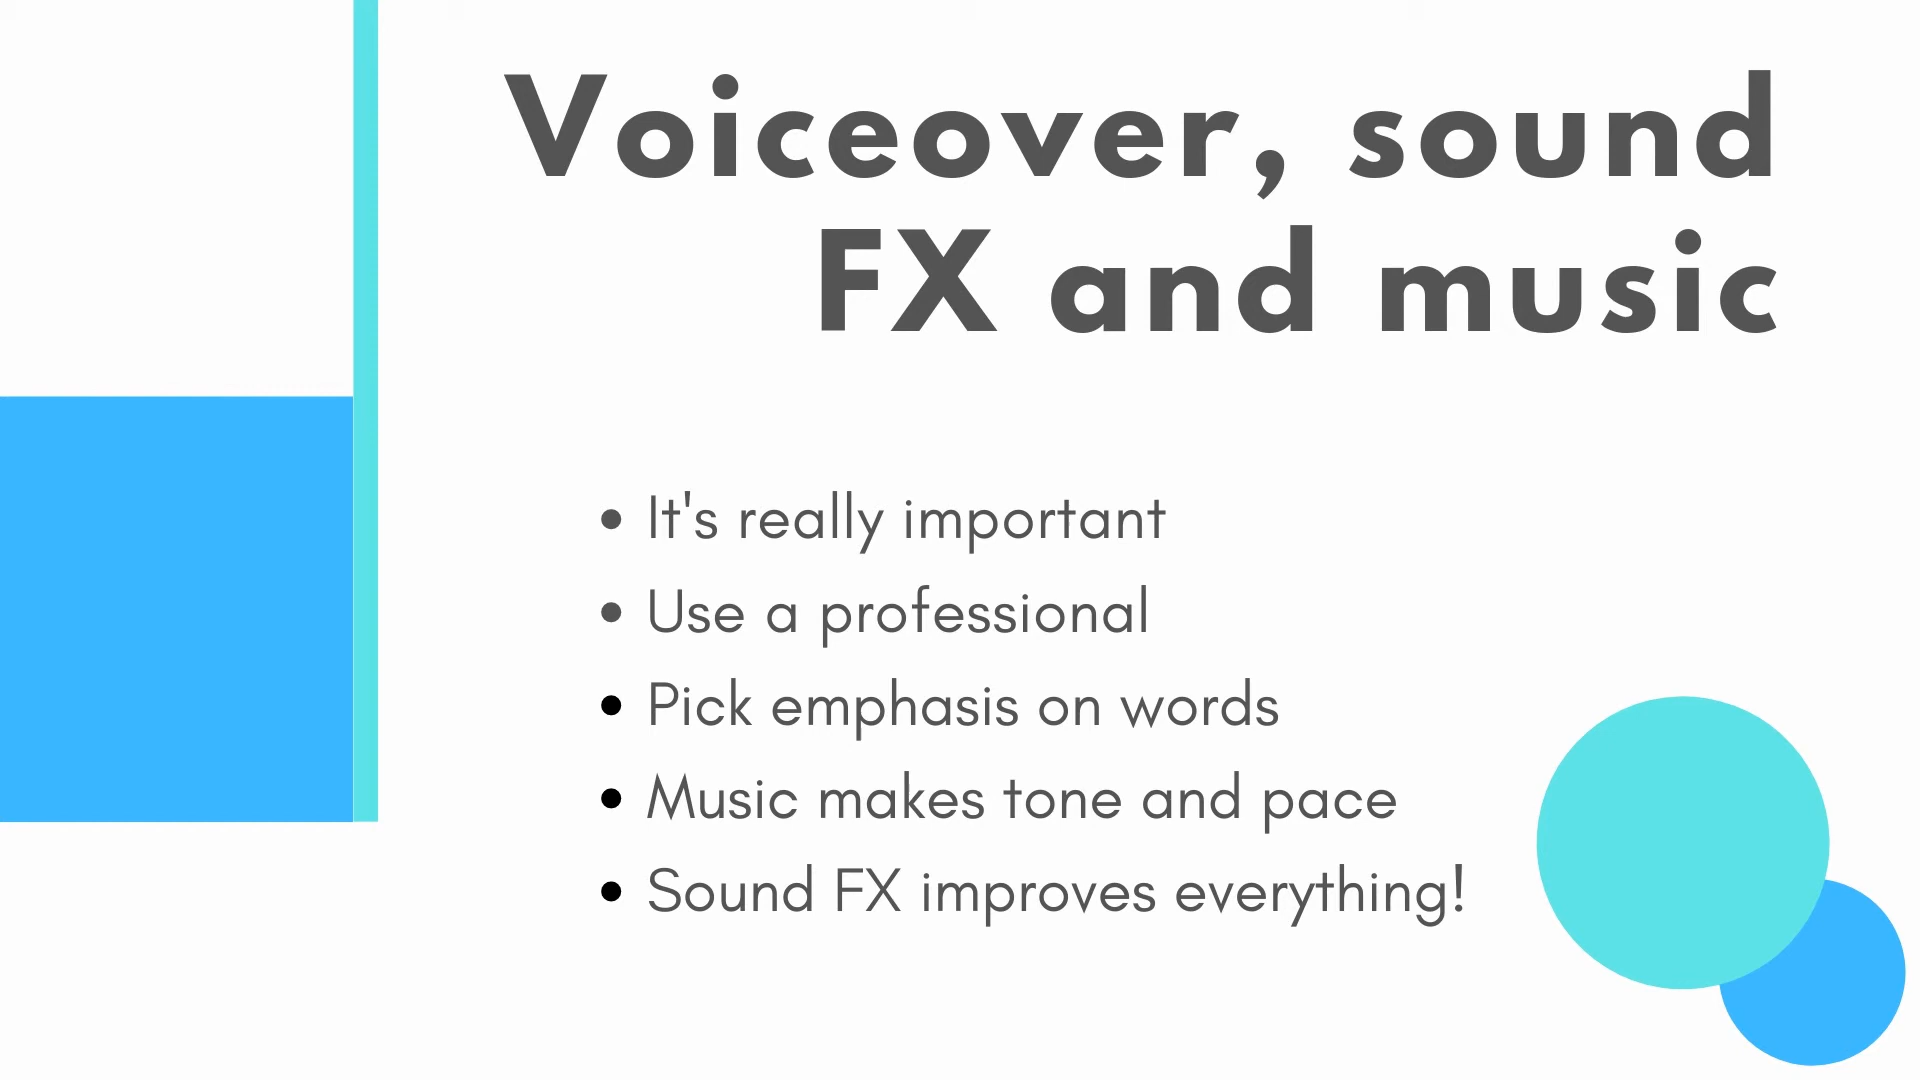 Voiceover, sound
FX and music
• It's really important
• Use a professional
• Pick emphasis on words
• Music makes tone and pace
• Sound FX improves everything!